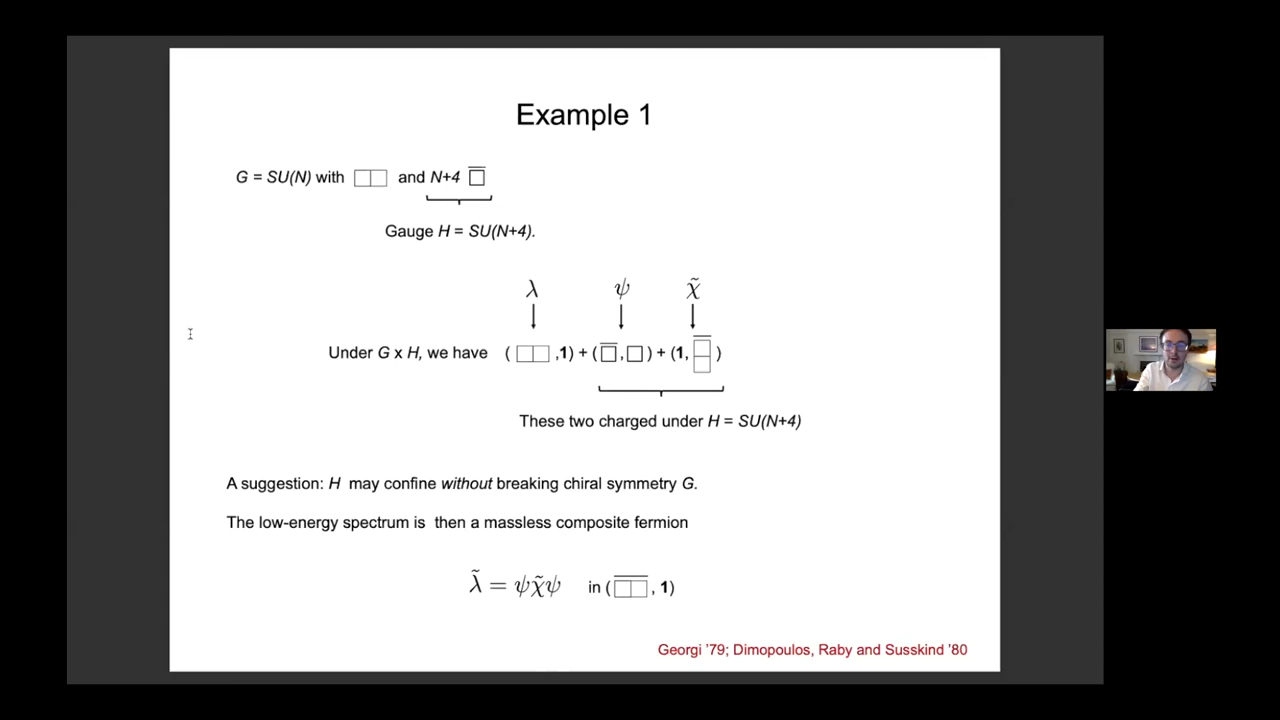 Example 1
G = SU(N) with □□ and N+4 □̅
Gauge H = SU(N+4).
λ ψ χ̃
Under G x H, we have ( □□ ,1) + ( □̅ , □ ) + (1, )
These two charged under H = SU(N+4)
A suggestion: H may confine without breaking chiral symmetry G.
The low-energy spectrum is then a massless composite fermion
λ̃ = ψχ̃ψ in ( □□ , 1)
Georgi '79; Dimopoulos, Raby and Susskind '80